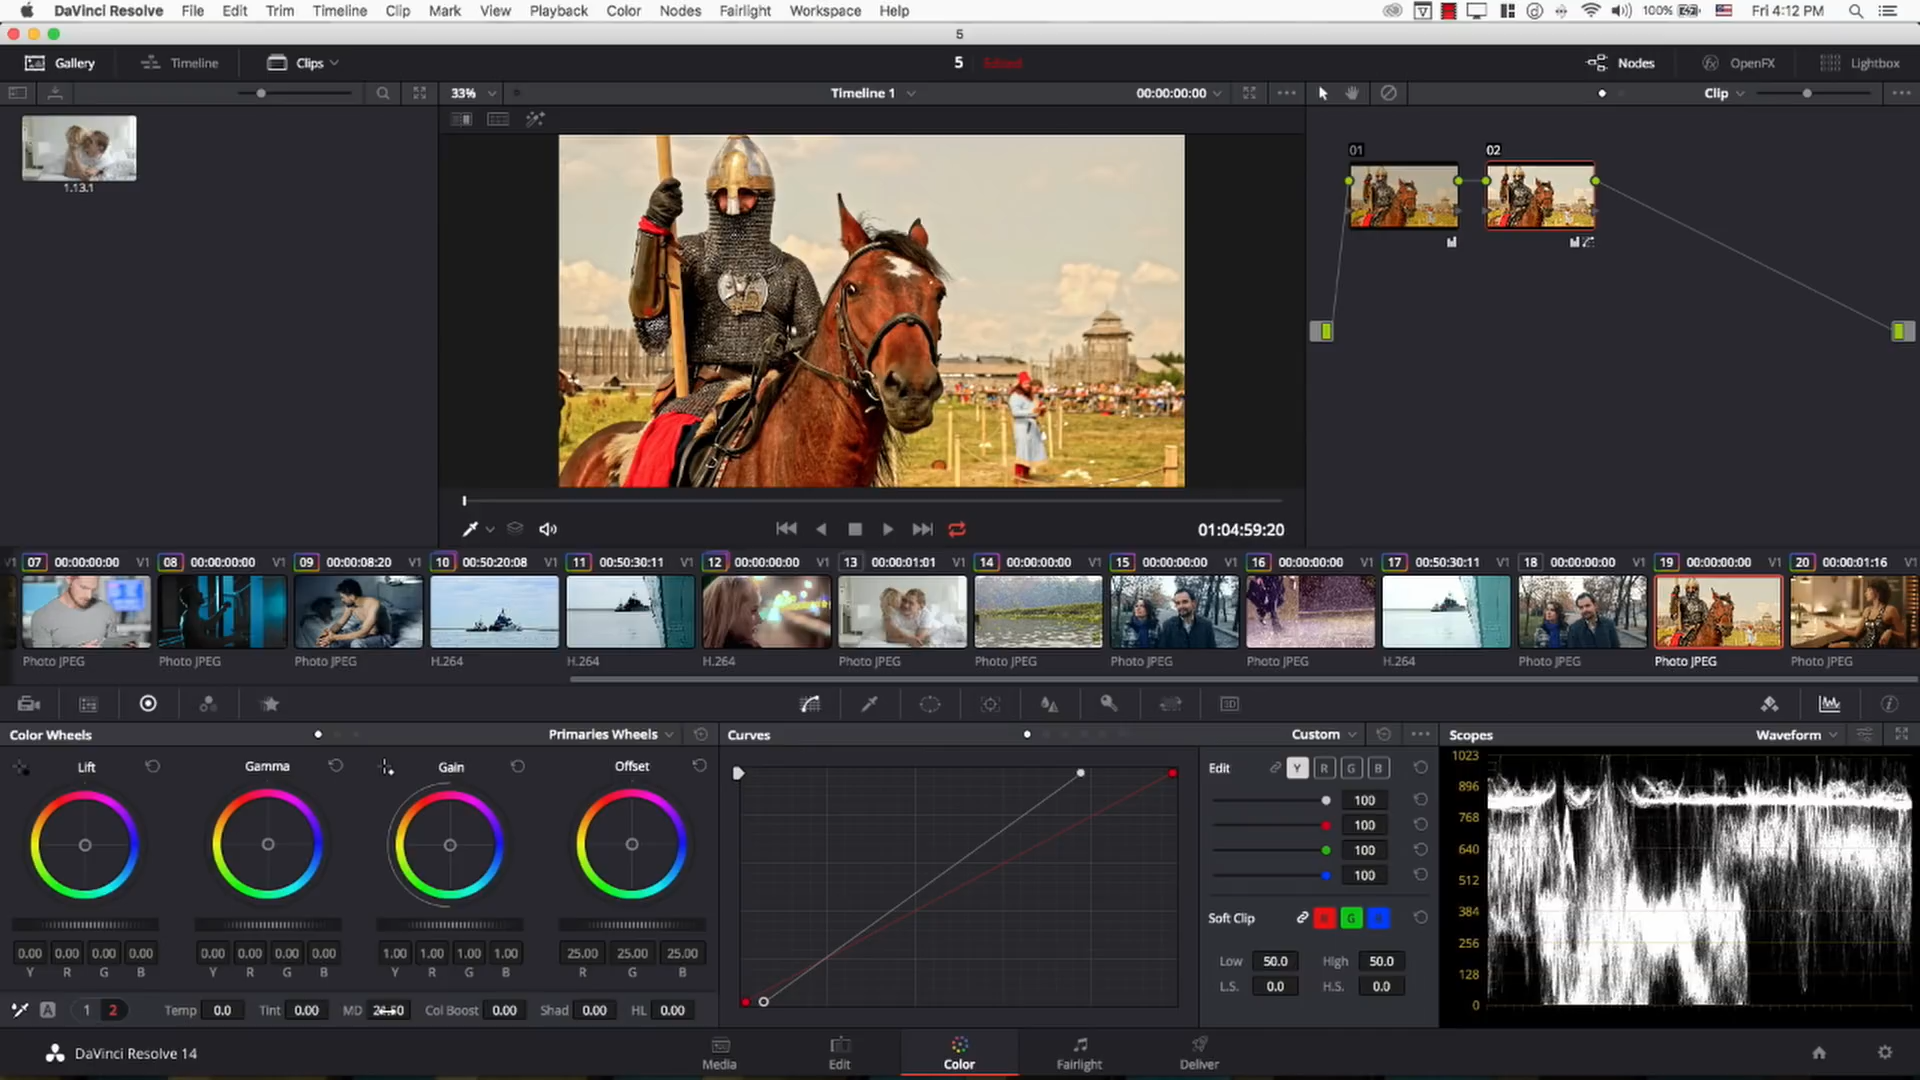 DaVinci Resolve File Edit Trim Timeline Clip Mark View Playback Color Nodes Fairlight Workspace Help 100% Fri 4:12 PM
5
Gallery Timeline Clips 5 Edited Nodes OpenFX Lightbox
33% Timeline 1 00:00:00:00 Clip
1.13.1
01 02
01:04:59:20
V1 07 00:00:00:00 V1 08 00:00:00:00 V1 09 00:00:08:20 V1 10 00:50:20:08 V1 11 00:50:30:11 V1 12 00:00:00:00 V1 13 00:00:01:01 V1 14 00:00:00:00 V1 15 00:00:00:00 V1 16 00:00:00:00 V1 17 00:50:30:11 V1 18 00:00:00:00 V1 19 00:00:00:00 V1 20 00:00:01:16 V1
Photo JPEG Photo JPEG Photo JPEG H.264 H.264 H.264 Photo JPEG Photo JPEG Photo JPEG Photo JPEG H.264 Photo JPEG Photo JPEG Photo JPEG
3D
Color Wheels Primaries Wheels Curves Custom Scopes Waveform
Lift Gamma Gain Offset
Edit Y R G B
100
100
100
100
Soft Clip R G B
Low 50.0 High 50.0
L.S. 0.0 H.S. 0.0
1023
896
768
640
512
384
256
128
0
0.00 0.00 0.00 0.00 0.00 0.00 0.00 0.00 1.00 1.00 1.00 1.00 25.00 25.00 25.00
Y R G B Y R G B Y R G B R G B
A 1 2 Temp 0.0 Tint 0.00 MD Col Boost 0.00 Shad 0.00 HL 0.00
DaVinci Resolve 14 Media Edit Color Fairlight Deliver